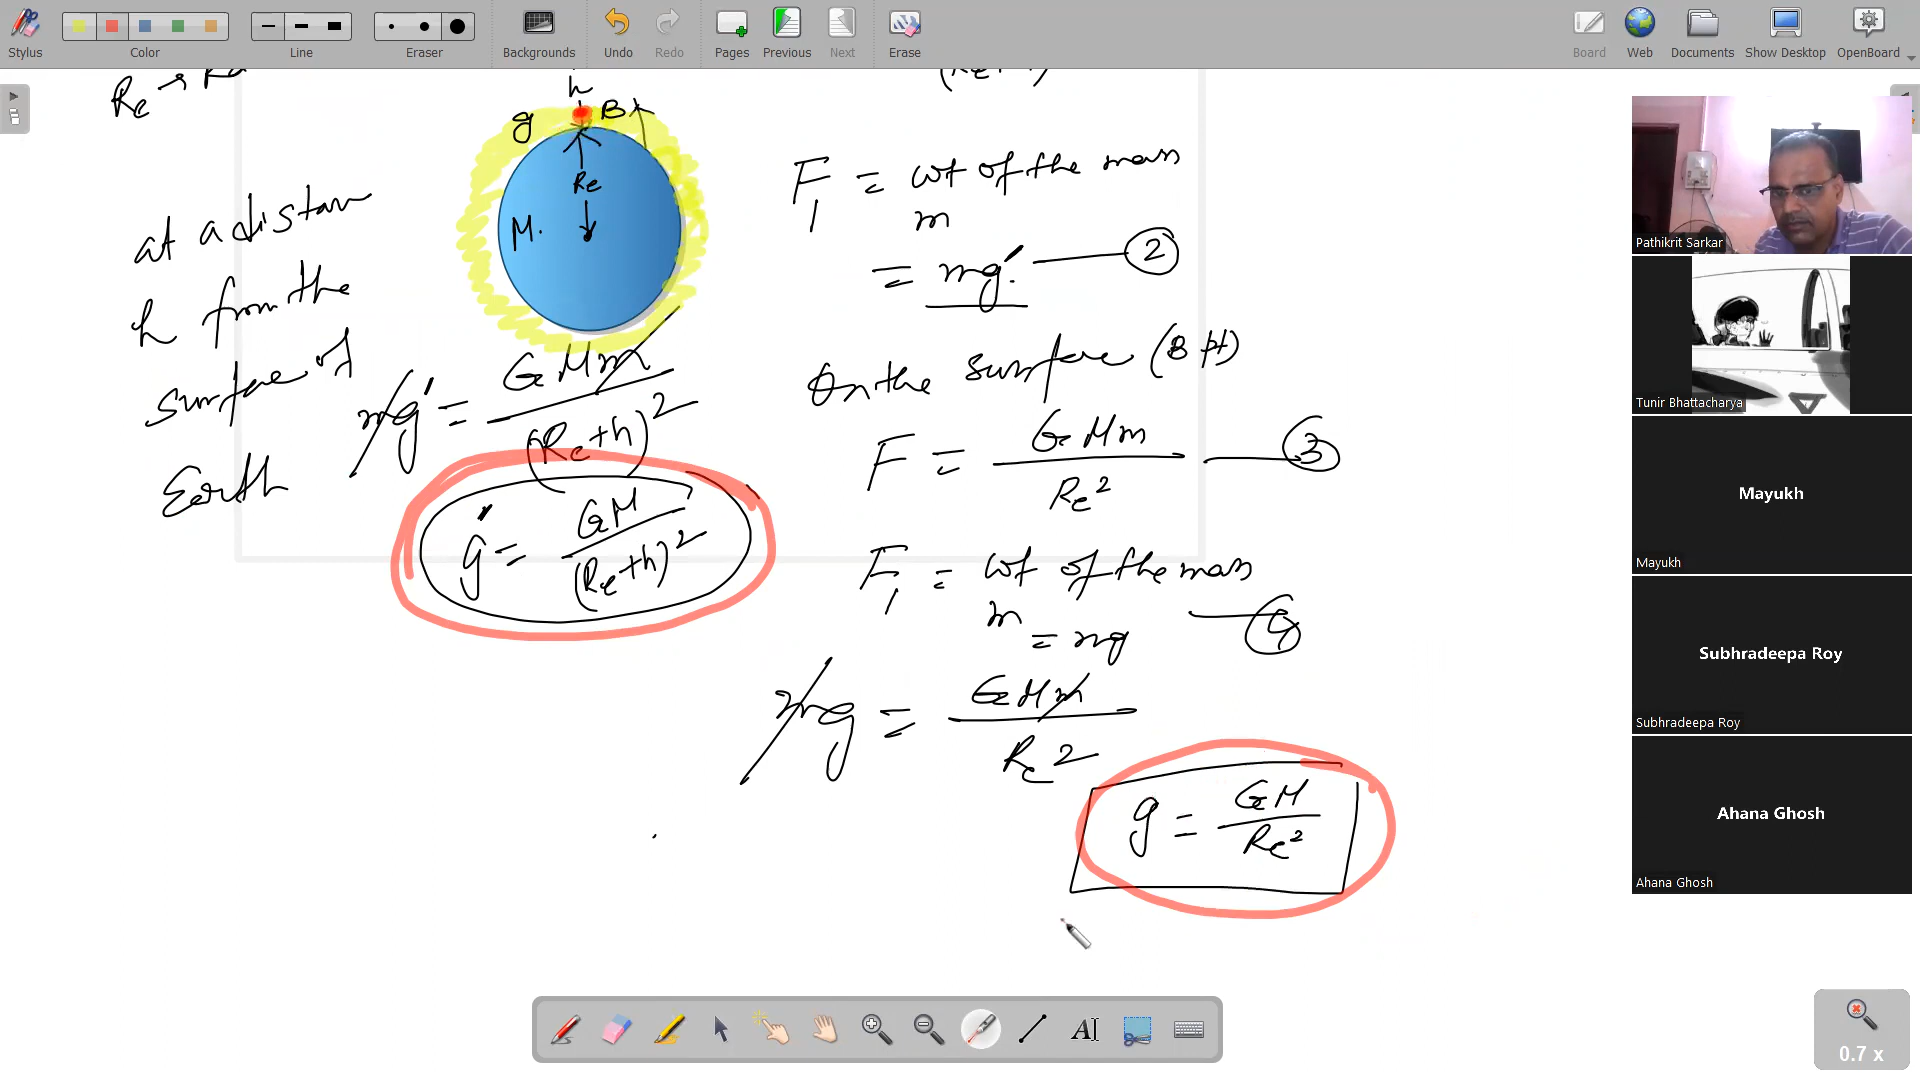 Stylus
Color
Line
Eraser
Backgrounds
Undo
Redo
Pages
Previous
Next
Erase
Board
Web
Documents
Show Desktop
OpenBoard
Re →
h
g
B
Re
M.
at a distan
h from the
surface of
Earth
mg' = GMm
(Re+h)²
g' = GM
(Re+h)²
F₁ = wt of the mass
m
= mg'. ② 
On the surface (B pt)
F = GMm ③
Re²
F₁ = wt of the mass
m
= mg ④
mg = GMm
Re²
g = GM
Re²
Pathikrit Sarkar
Tunir Bhattacharya
Mayukh
Mayukh
Subhradeepa Roy
Subhradeepa Roy
Ahana Ghosh
Ahana Ghosh
AI
0.7 x